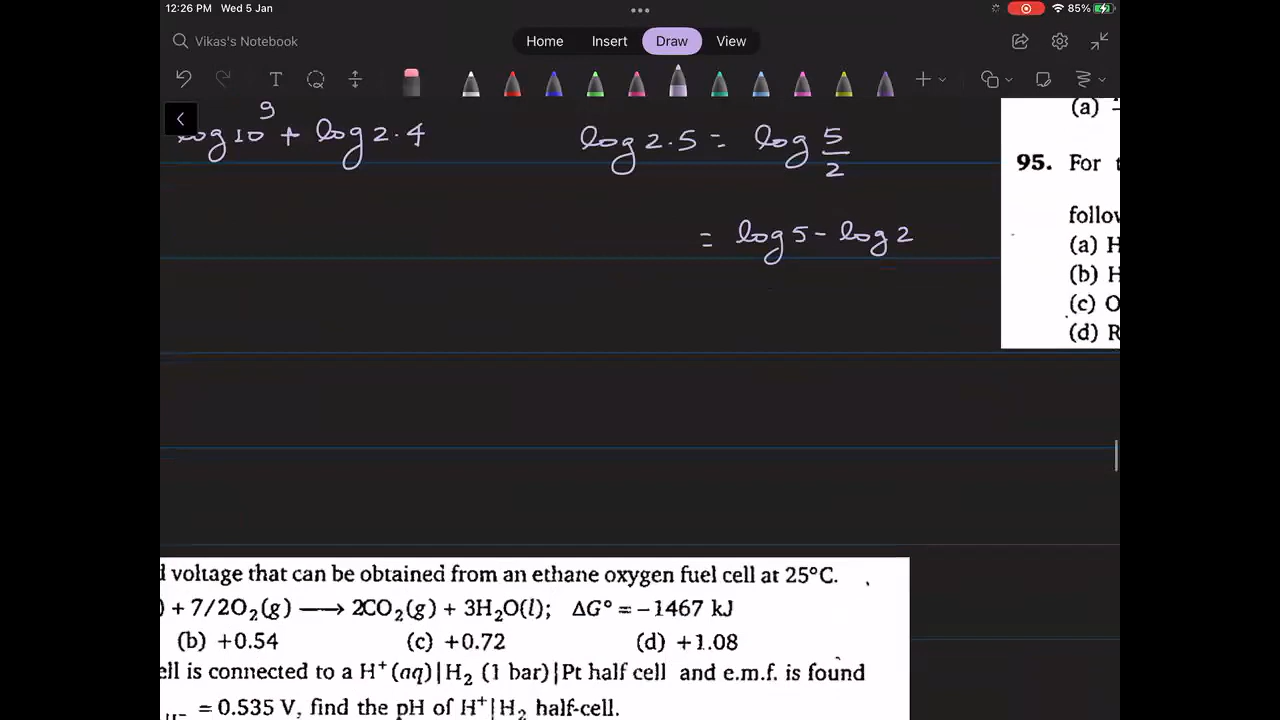 12:26 PM Wed 5 Jan
85%
Vikas's Notebook
Home Insert Draw View
log 10⁹ + log 2.4
log 2.5 = log 5/2
= log 5 - log 2
(a)
95. For
follow
(a) H
(b) H
(c) O
(d) R
voltage that can be obtained from an ethane oxygen fuel cell at 25°C.
) + 7/2O₂(g) ⟶ 2CO₂(g) + 3H₂O(l); ΔG° = −1467 kJ
(b) +0.54 (c) +0.72 (d) +1.08
ell is connected to a H⁺(aq)|H₂ (1 bar)|Pt half cell and e.m.f. is found
= 0.535 V, find the pH of H⁺|H₂ half-cell.